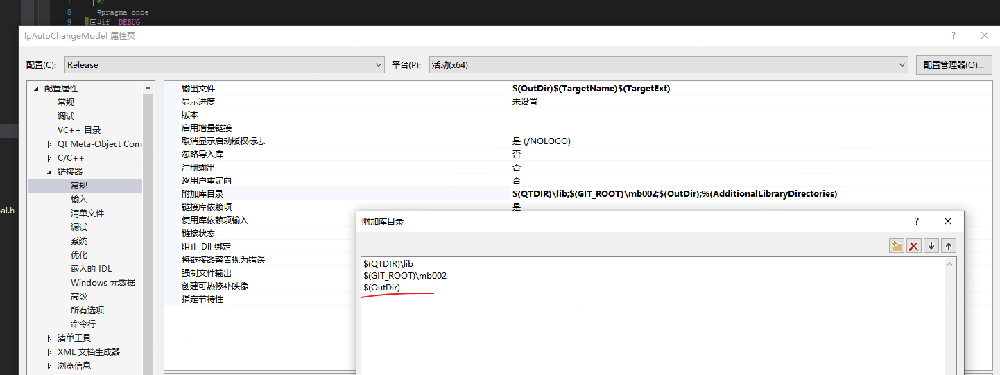 7
*/
8
#pragma once
9
#if _DEBUG
lpAutoChangeModel 属性页
?
配置(C):
Release
平台(P):
活动(x64)
配置管理器(O)...
配置属性
常规
调试
VC++ 目录
Qt Meta-Object Com
C/C++
链接器
常规
输入
清单文件
调试
系统
优化
嵌入的 IDL
Windows 元数据
高级
所有选项
命令行
清单工具
XML 文档生成器
浏览信息
al.h
输出文件 $(OutDir)$(TargetName)$(TargetExt)
显示进度 未设置
版本
启用增量链接
取消显示启动版权标志 是 (/NOLOGO)
忽略导入库 否
注册输出 否
逐用户重定向 否
附加库目录 $(QTDIR)\lib;$(GIT_ROOT)\mb002;$(OutDir);%(AdditionalLibraryDirectories)
链接库依赖项 是
使用库依赖项输入
链接状态
阻止 Dll 绑定
将链接器警告视为错误
强制文件输出
创建可热修补映像
指定节特性
附加库目录
?
$(QTDIR)\lib
$(GIT_ROOT)\mb002
$(OutDir)